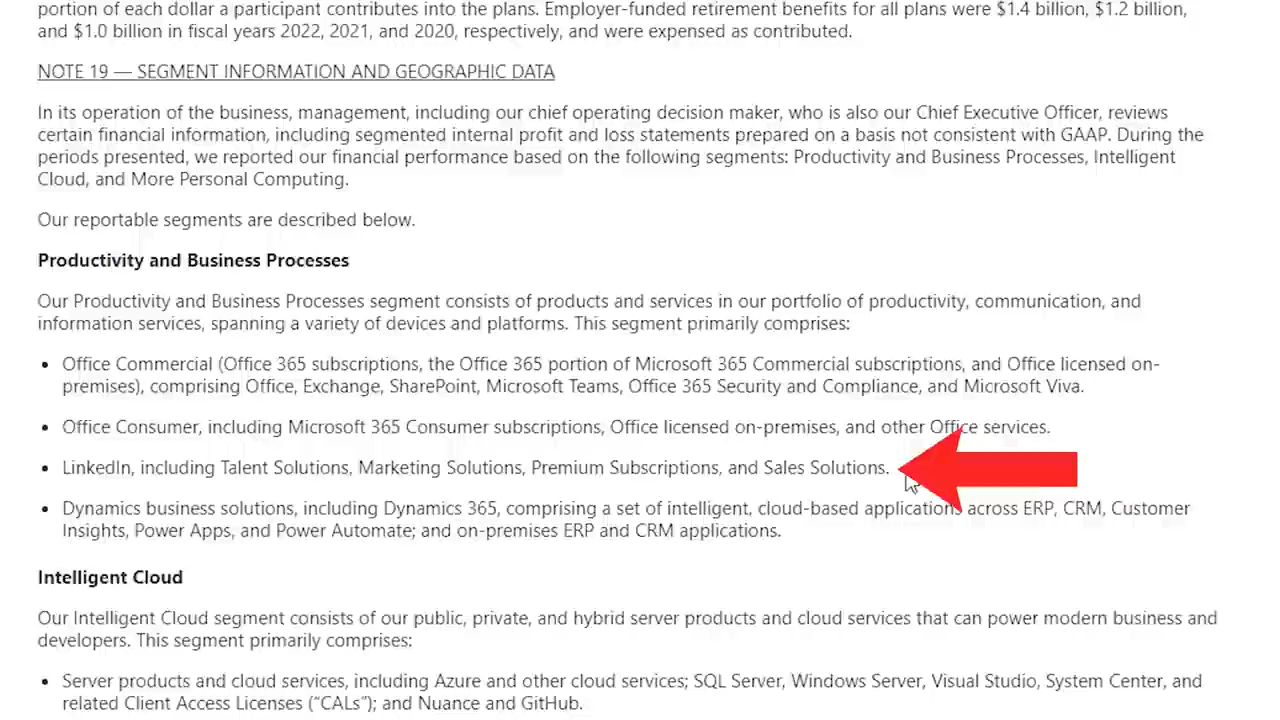 portion of each dollar a participant contributes into the plans. Employer-funded retirement benefits for all plans were $1.4 billion, $1.2 billion,
and $1.0 billion in fiscal years 2022, 2021, and 2020, respectively, and were expensed as contributed.
NOTE 19 — SEGMENT INFORMATION AND GEOGRAPHIC DATA
In its operation of the business, management, including our chief operating decision maker, who is also our Chief Executive Officer, reviews
certain financial information, including segmented internal profit and loss statements prepared on a basis not consistent with GAAP. During the
periods presented, we reported our financial performance based on the following segments: Productivity and Business Processes, Intelligent
Cloud, and More Personal Computing.
Our reportable segments are described below.
Productivity and Business Processes
Our Productivity and Business Processes segment consists of products and services in our portfolio of productivity, communication, and
information services, spanning a variety of devices and platforms. This segment primarily comprises:
• Office Commercial (Office 365 subscriptions, the Office 365 portion of Microsoft 365 Commercial subscriptions, and Office licensed on-
premises), comprising Office, Exchange, SharePoint, Microsoft Teams, Office 365 Security and Compliance, and Microsoft Viva.
• Office Consumer, including Microsoft 365 Consumer subscriptions, Office licensed on-premises, and other Office services.
• LinkedIn, including Talent Solutions, Marketing Solutions, Premium Subscriptions, and Sales Solutions.
• Dynamics business solutions, including Dynamics 365, comprising a set of intelligent, cloud-based applications across ERP, CRM, Customer
Insights, Power Apps, and Power Automate; and on-premises ERP and CRM applications.
Intelligent Cloud
Our Intelligent Cloud segment consists of our public, private, and hybrid server products and cloud services that can power modern business and
developers. This segment primarily comprises:
• Server products and cloud services, including Azure and other cloud services; SQL Server, Windows Server, Visual Studio, System Center, and
related Client Access Licenses (“CALs”); and Nuance and GitHub.